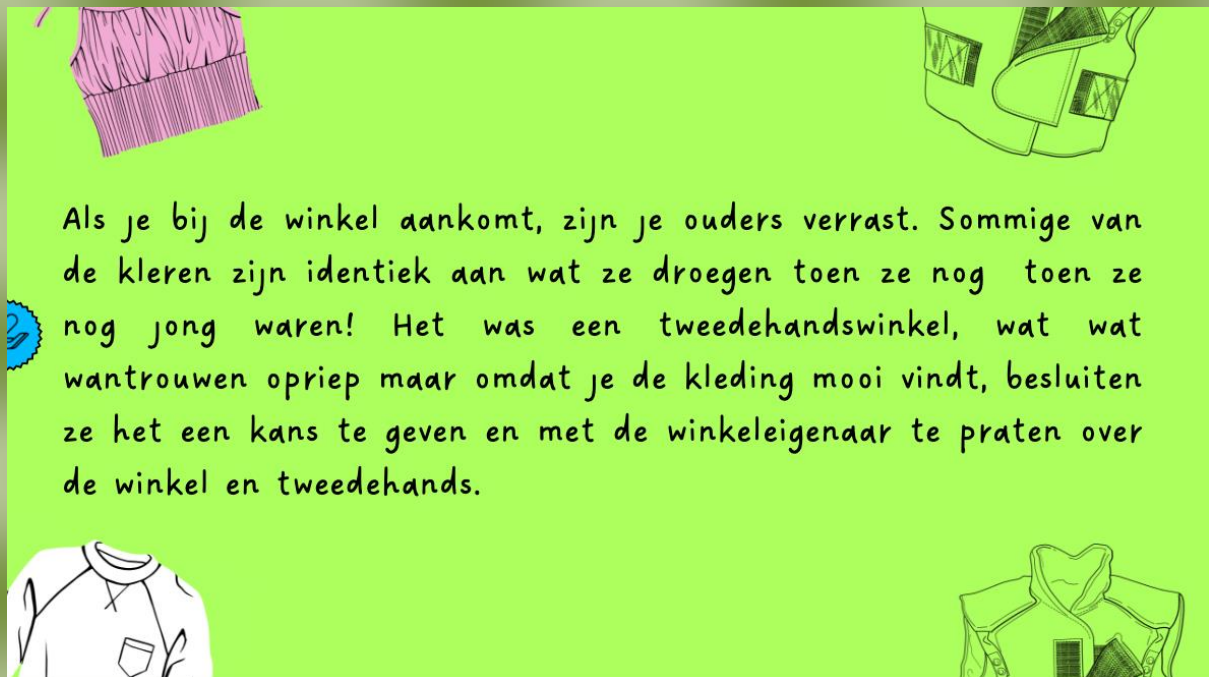 Als je bij de winkel aankomt, zijn je ouders verrast. Sommige van
de kleren zijn identiek aan wat ze droegen toen ze nog toen ze
nog jong waren! Het was een tweedehandswinkel, wat wat
wantrouwen opriep maar omdat je de kleding mooi vindt, besluiten
ze het een kans te geven en met de winkeleigenaar te praten over
de winkel en tweedehands.